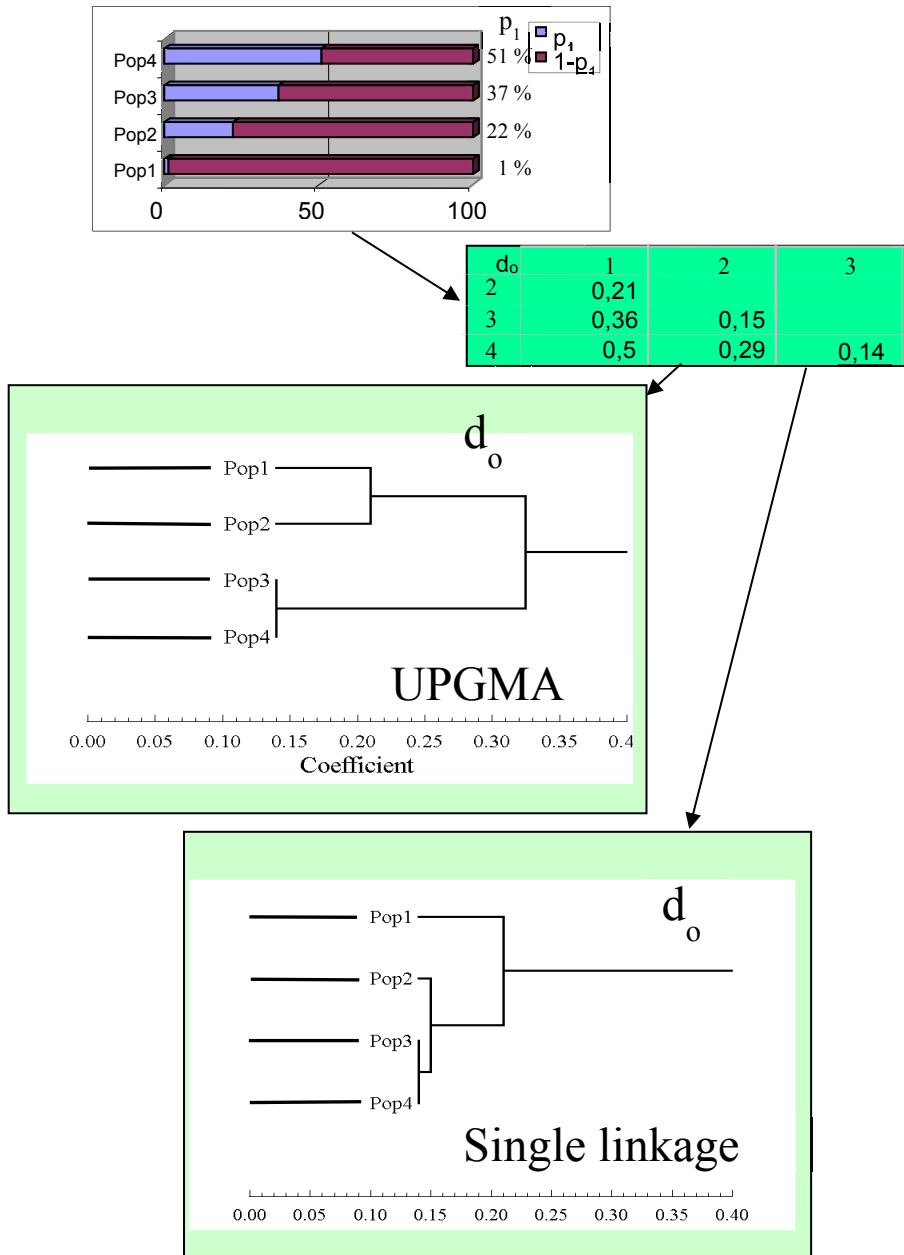 p1
p1
Pop4 51 %
1-p1
Pop3 37 %
Pop2 22 %
Pop1 1 %
0 50 100
do 1 2 3
2 0,21
3 0,36 0,15
4 0,5 0,29 0,14
do
Pop1
Pop2
Pop3
Pop4
UPGMA
0.00 0.05 0.10 0.15 0.20 0.25 0.30 0.35 0.4
Coefficient
do
Pop1
Pop2
Pop3
Pop4
Single linkage
0.00 0.05 0.10 0.15 0.20 0.25 0.30 0.35 0.40